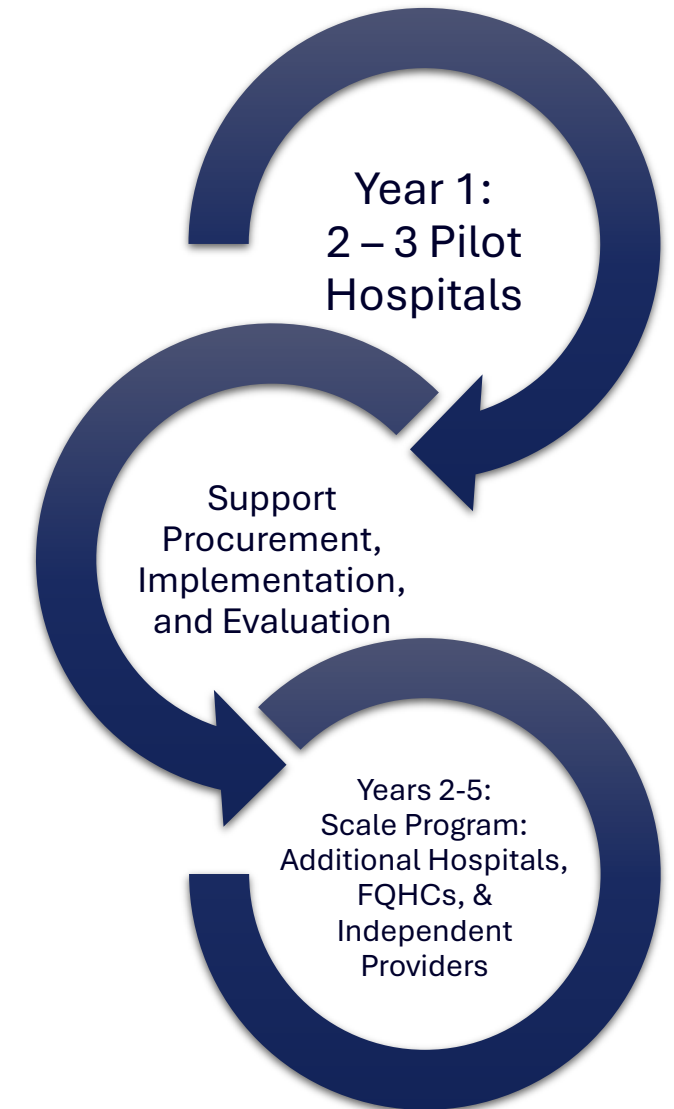 Year 1:
2 – 3 Pilot
Hospitals
Support
Procurement,
Implementation,
and Evaluation
Years 2-5:
Scale Program:
Additional Hospitals,
FQHCs, &
Independent
Providers